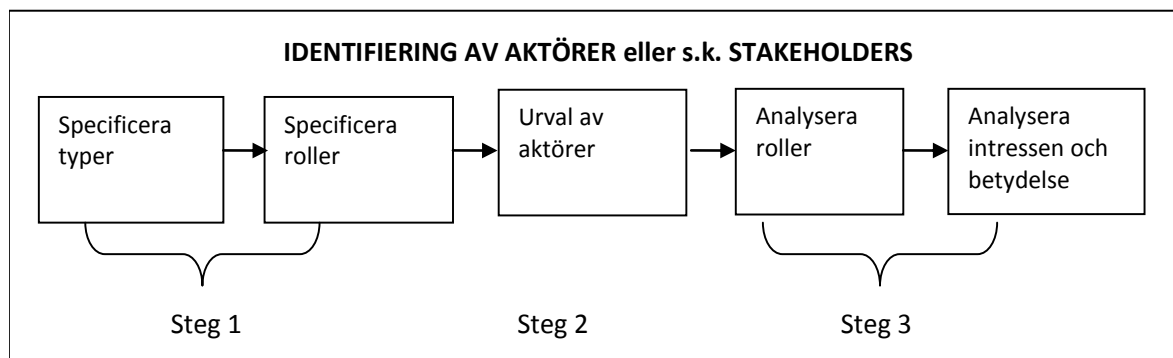 IDENTIFIERING AV AKTÖRER eller s.k. STAKEHOLDERS
Specificera
typer
Specificera
roller
Urval av
aktörer
Analysera
roller
Analysera
intressen och
betydelse
Steg 1
Steg 2
Steg 3